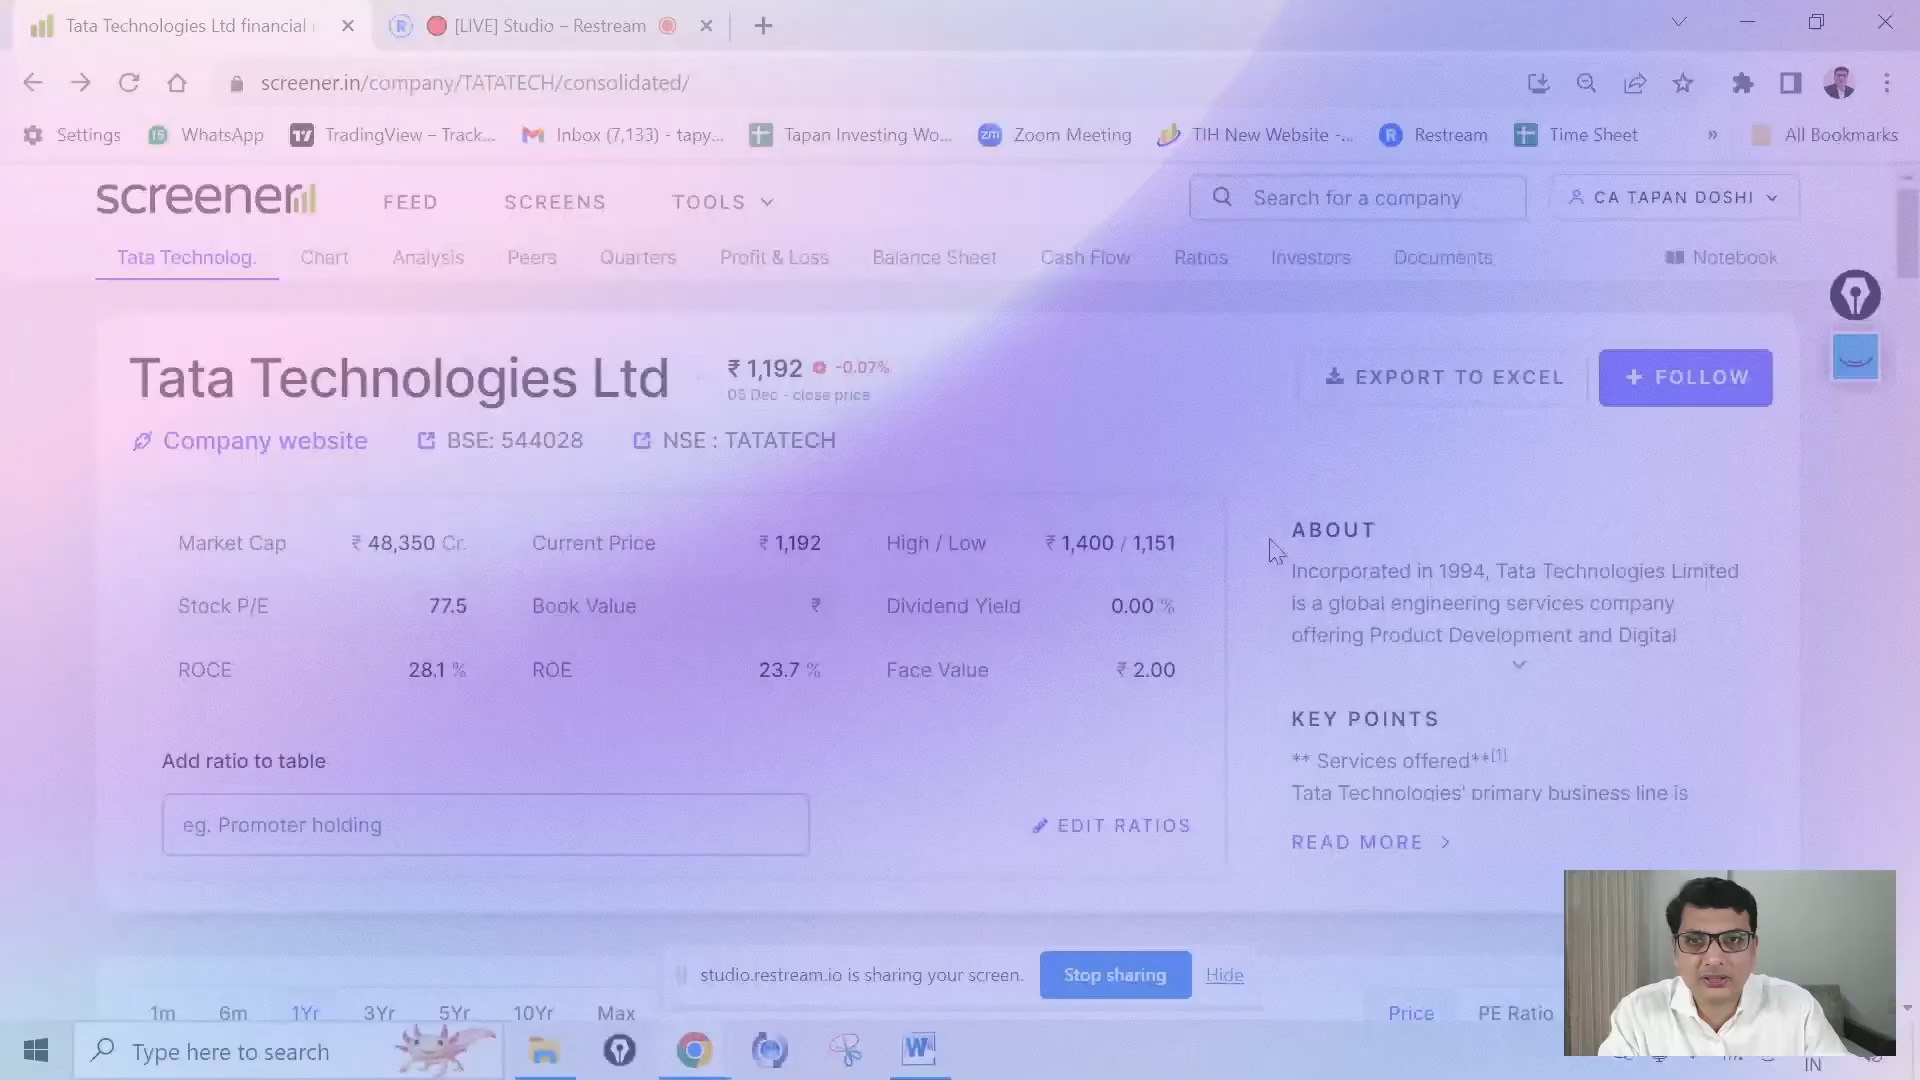 Tata Technologies Ltd financial
[LIVE] Studio – Restream
screener.in/company/TATATECH/consolidated/
Settings
WhatsApp
TradingView – Track...
Inbox (7,133) - tapy...
Tapan Investing Wo...
zm Zoom Meeting
TIH New Website -...
R Restream
Time Sheet
»
All Bookmarks
screener
FEED
SCREENS
TOOLS
Search for a company
CA TAPAN DOSHI
Tata Technolog.
Chart
Analysis
Peers
Quarters
Profit & Loss
Balance Sheet
Cash Flow
Ratios
Investors
Documents
Notebook
Tata Technologies Ltd
₹ 1,192 -0.07%
05 Dec - close price
EXPORT TO EXCEL
+ FOLLOW
Company website
BSE: 544028
NSE : TATATECH
Market Cap ₹ 48,350 Cr.
Current Price ₹ 1,192
High / Low ₹ 1,400 / 1,151
Stock P/E 77.5
Book Value ₹
Dividend Yield 0.00 %
ROCE 28.1 %
ROE 23.7 %
Face Value ₹ 2.00
Add ratio to table
eg. Promoter holding
EDIT RATIOS
ABOUT
Incorporated in 1994, Tata Technologies Limited
is a global engineering services company
offering Product Development and Digital
KEY POINTS
** Services offered**[1]
Tata Technologies' primary business line is
READ MORE >
studio.restream.io is sharing your screen.
Stop sharing
Hide
1m
6m
1Yr
3Yr
5Yr
10Yr
Max
Price
PE Ratio
Type here to search
W
IN